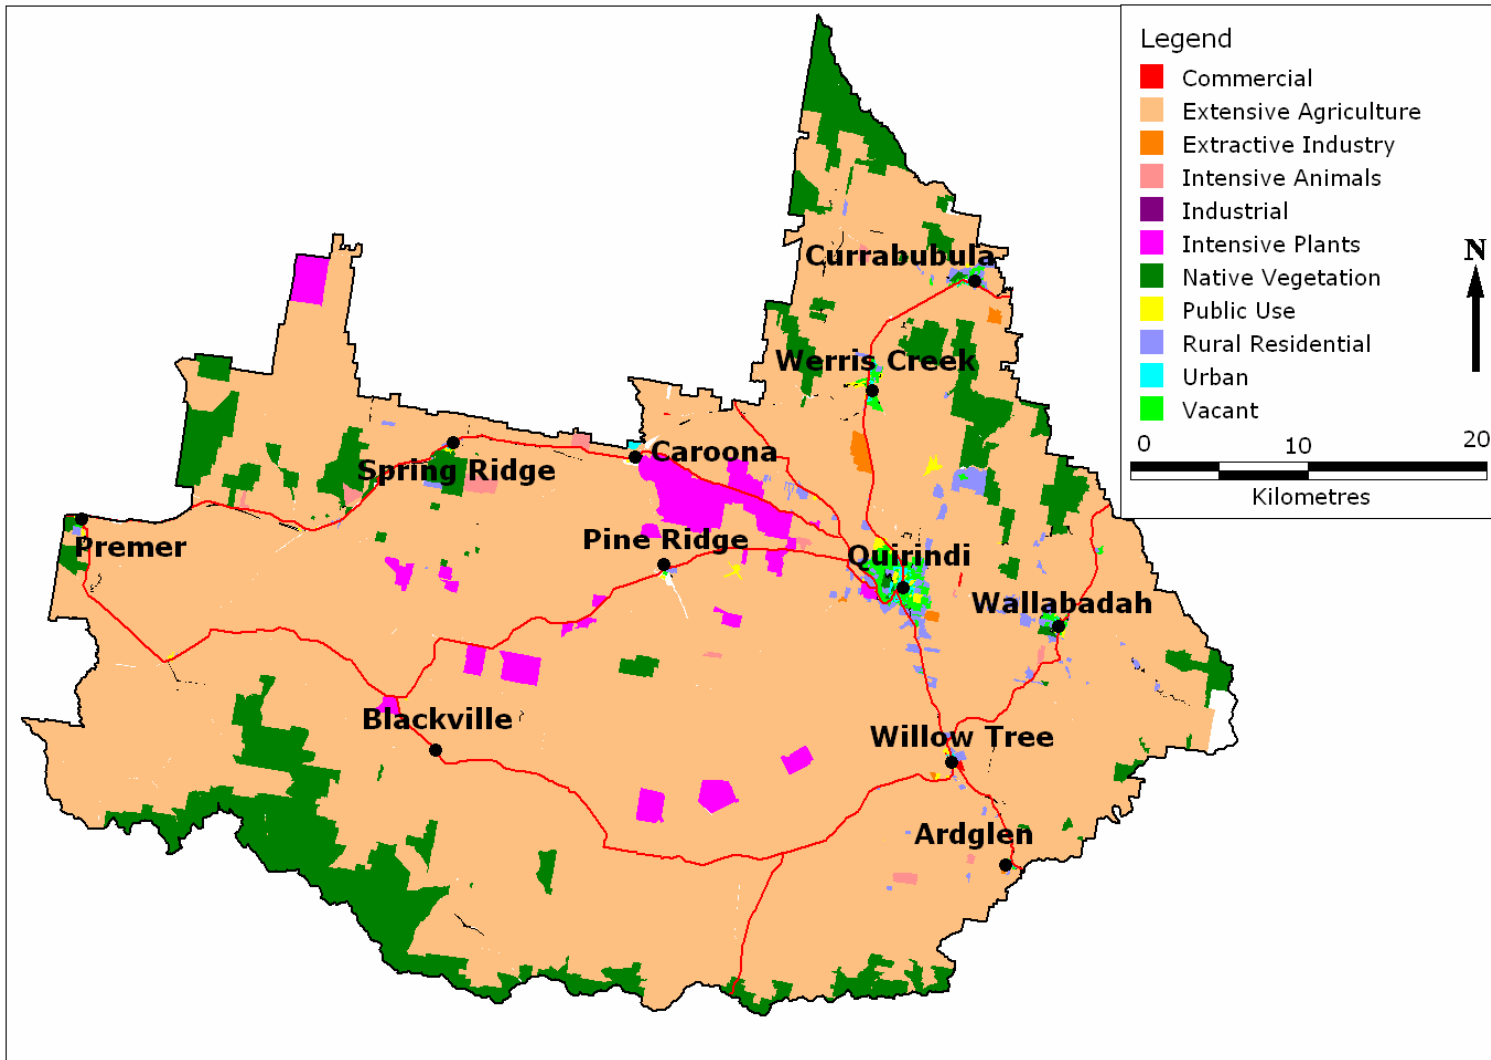 Legend
Commercial
Extensive Agriculture
Extractive Industry
Intensive Animals
Industrial
Intensive Plants
Native Vegetation
Public Use
Rural Residential
Urban
Vacant
N
0 10 20
Kilometres
Currabubula
Werris Creek
Caroona
Spring Ridge
Pine Ridge
Premer
Quirindi
Wallabadah
Blackville
Willow Tree
Ardglen